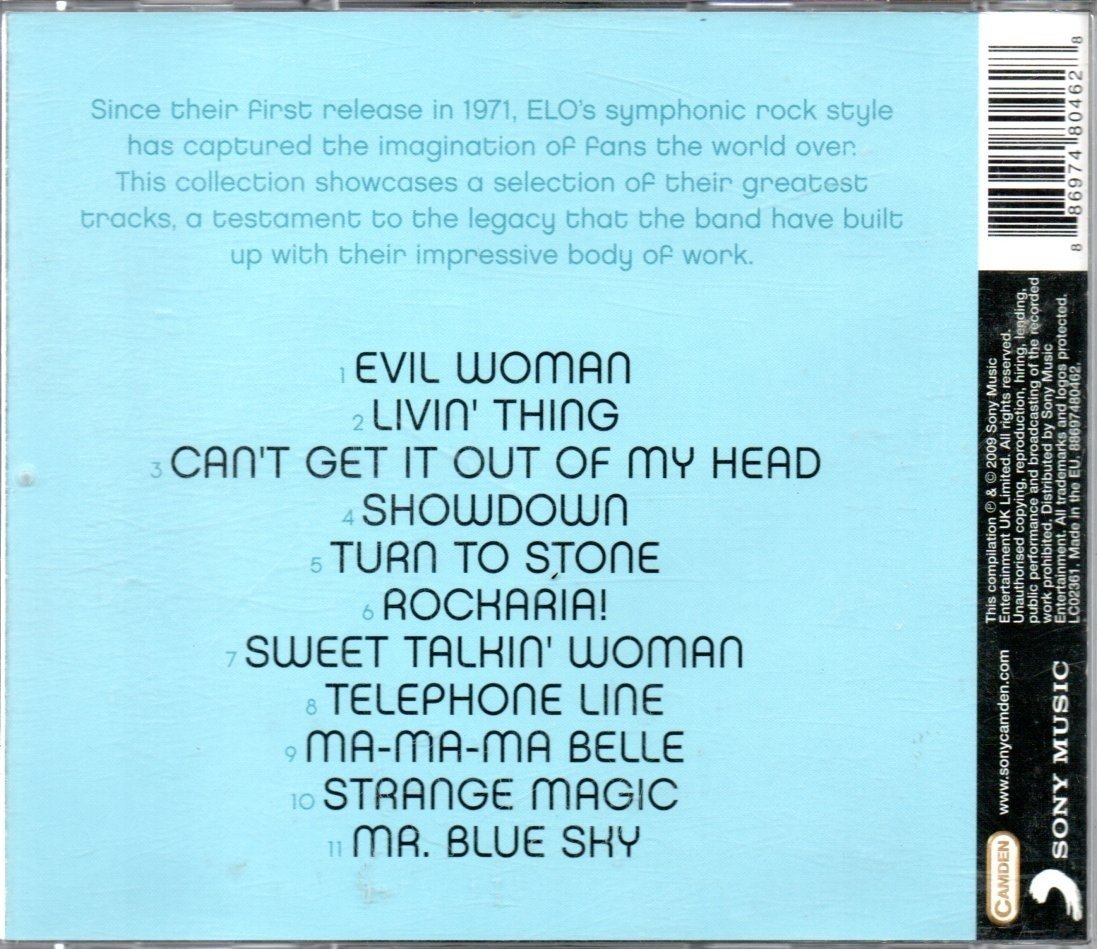 Since their first release in 1971, ELO's symphonic rock style
has captured the imagination of fans the world over.
This collection showcases a selection of their greatest
tracks, a testament to the legacy that the band have built
up with their impressive body of work.
1 EVIL WOMAN
2 LIVIN' THING
3 CAN'T GET IT OUT OF MY HEAD
4 SHOWDOWN
5 TURN TO STONE
6 ROCKARIA!
7 SWEET TALKIN' WOMAN
8 TELEPHONE LINE
9 MA-MA-MA BELLE
10 STRANGE MAGIC
11 MR. BLUE SKY
8 86974 80462 8
This compilation ℗ & © 2009 Sony Music
Entertainment UK Limited. All rights reserved.
Unauthorised copying, reproduction, hiring, lending,
public performance and broadcasting of the recorded
work prohibited. Distributed by Sony Music
Entertainment. All trademarks and logos protected.
LC02361. Made in the EU. 88697480462.
www.sonycamden.com
CAMDEN
SONY MUSIC